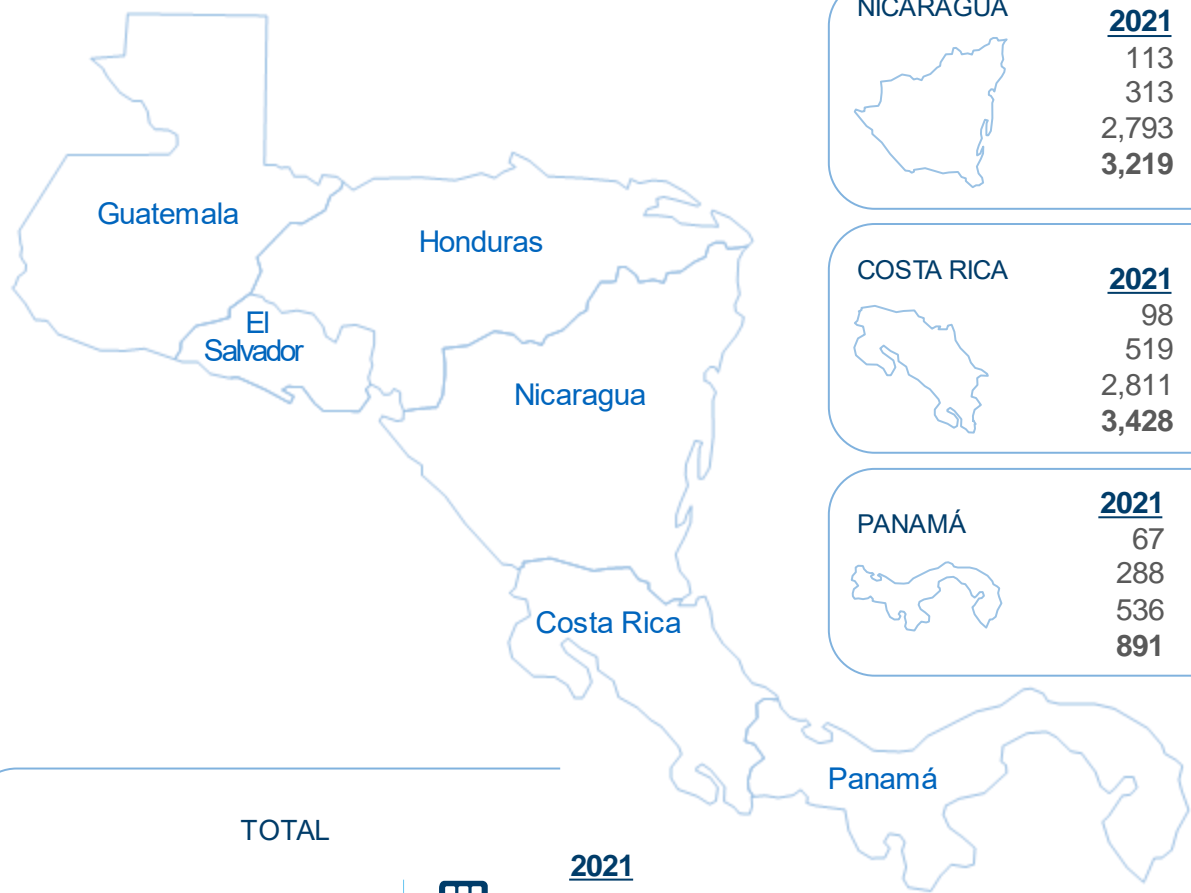 NICARAGUA
2021
113
313
2,793
3,219
Guatemala
Honduras
El
Salvador
Nicaragua
Costa Rica
Panamá
COSTA RICA
2021
98
519
2,811
3,428
PANAMÁ
2021
67
288
536
891
TOTAL
2021